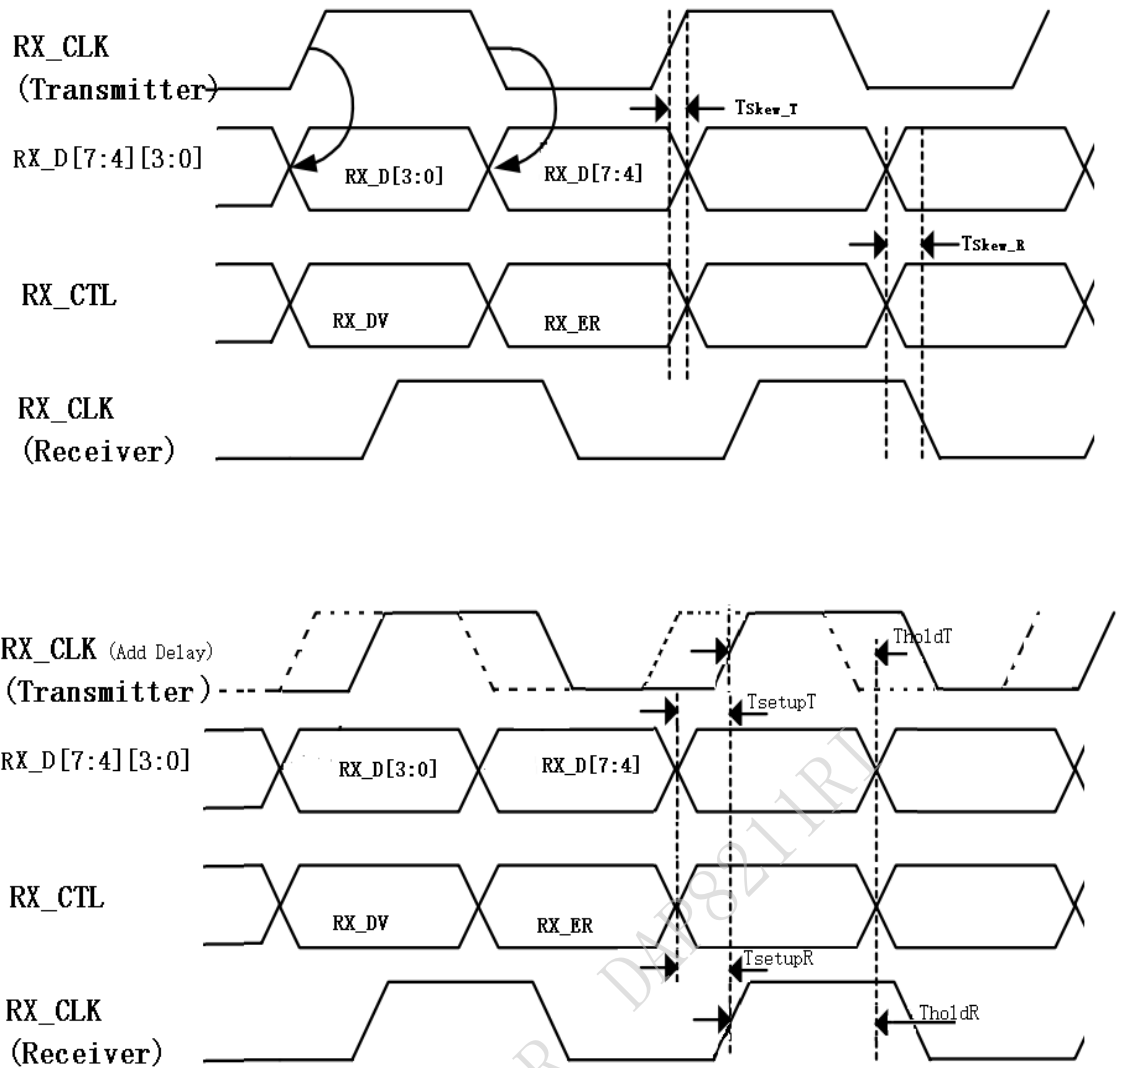 RX_CLK
(Transmitter)
TSkew_T
RX_D[7:4][3:0]
RX_D[3:0]
RX_D[7:4]
TSkew_R
RX_CTL
RX_DV
RX_ER
RX_CLK
(Receiver)
RX_CLK (Add Delay)
TholdT
(Transmitter)
TsetupT
RX_D[7:4][3:0]
RX_D[3:0]
RX_D[7:4]
RX_CTL
RX_DV
RX_ER
TsetupR
RX_CLK
TholdR
(Receiver)